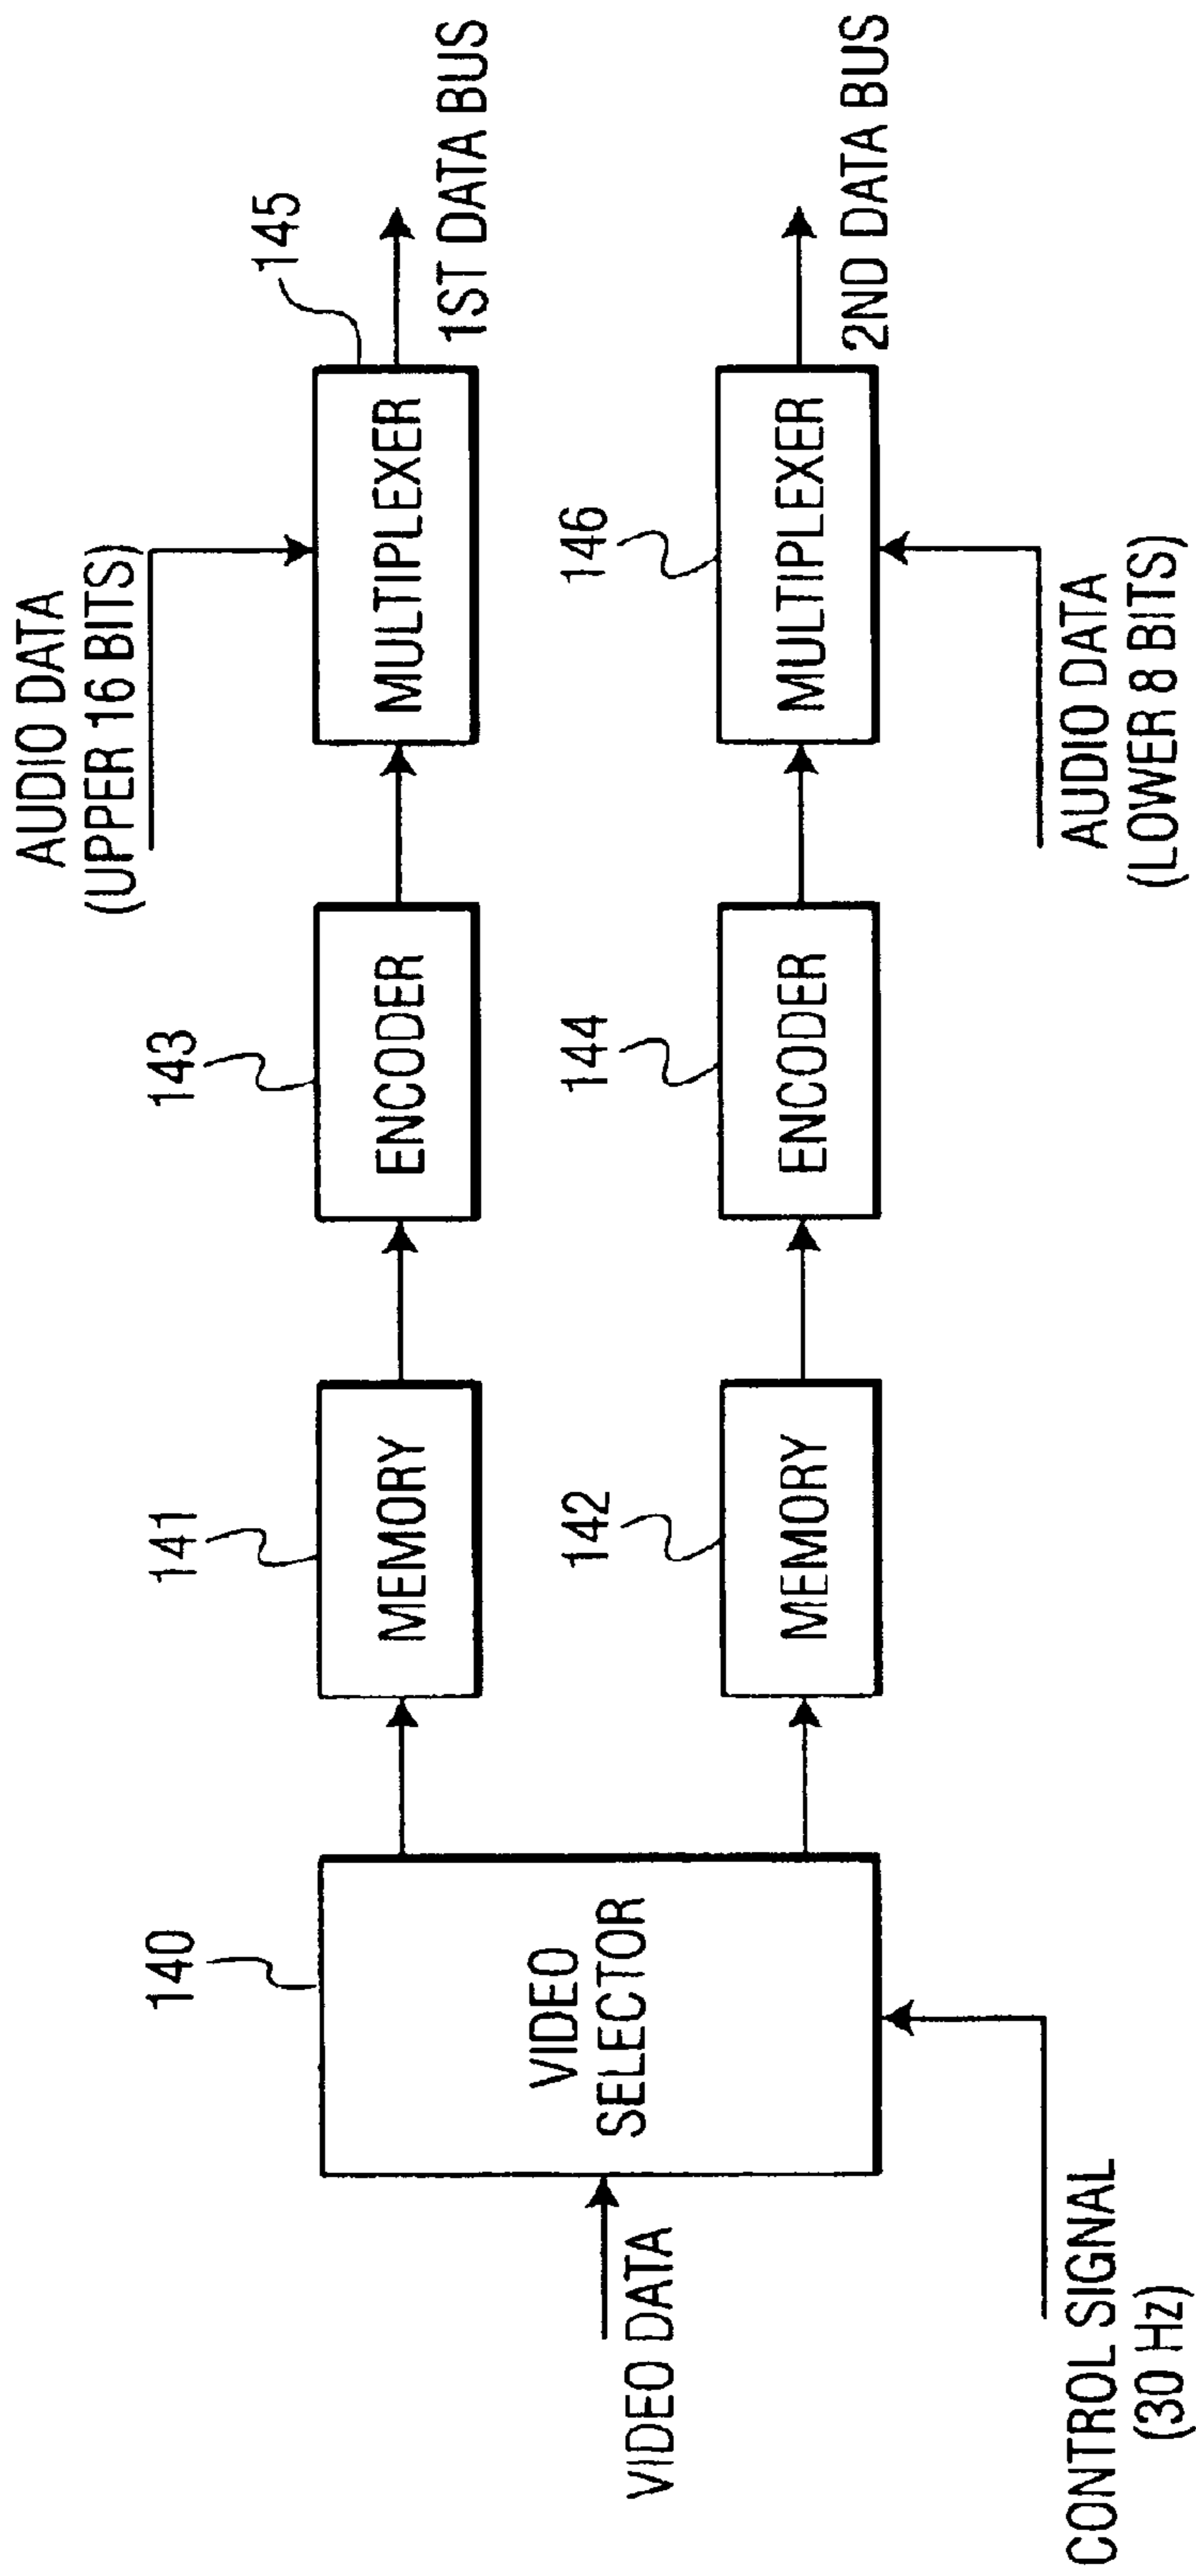 AUDIO DATA
(UPPER 16 BITS)
145
MULTIPLEXER
1ST DATA BUS
143
ENCODER
141
MEMORY
140
VIDEO
SELECTOR
VIDEO DATA
CONTROL SIGNAL
(30 Hz)
142
MEMORY
144
ENCODER
146
MULTIPLEXER
2ND DATA BUS
AUDIO DATA
(LOWER 8 BITS)